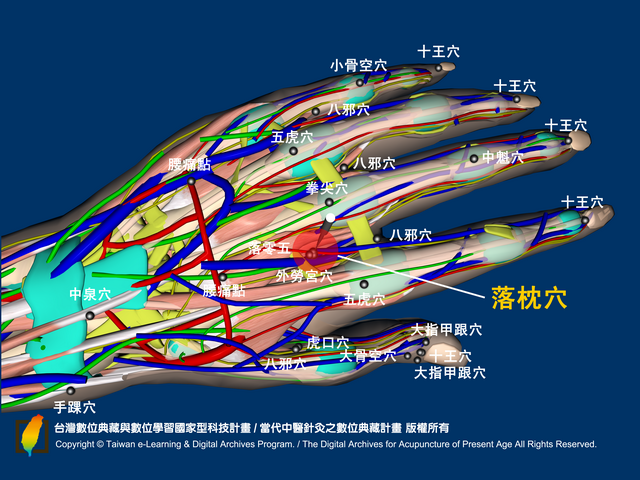 十王穴
小骨空穴
十王穴
八邪穴
十王穴
五虎穴
中魁穴
八邪穴
腰痛點
拳尖穴
十王穴
八邪穴
落零五
外勞宮穴
落枕穴
腰痛點
中泉穴
五虎穴
大指甲跟穴
虎口穴
大骨空穴
十王穴
八邪穴
大指甲跟穴
手踝穴
台灣數位典藏與數位學習國家型科技計畫 / 當代中醫針灸之數位典藏計畫 版權所有
Copyright © Taiwan e-Learning & Digital Archives Program. / The Digital Archives for Acupuncture of Present Age All Rights Reserved.